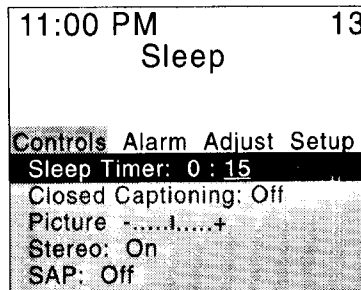 11:00 PM 13
Sleep
Controls Alarm Adjust Setup
Sleep Timer: 0 : 15
Closed Captioning: Off
Picture -.....I.....+
Stereo: On
SAP: Off